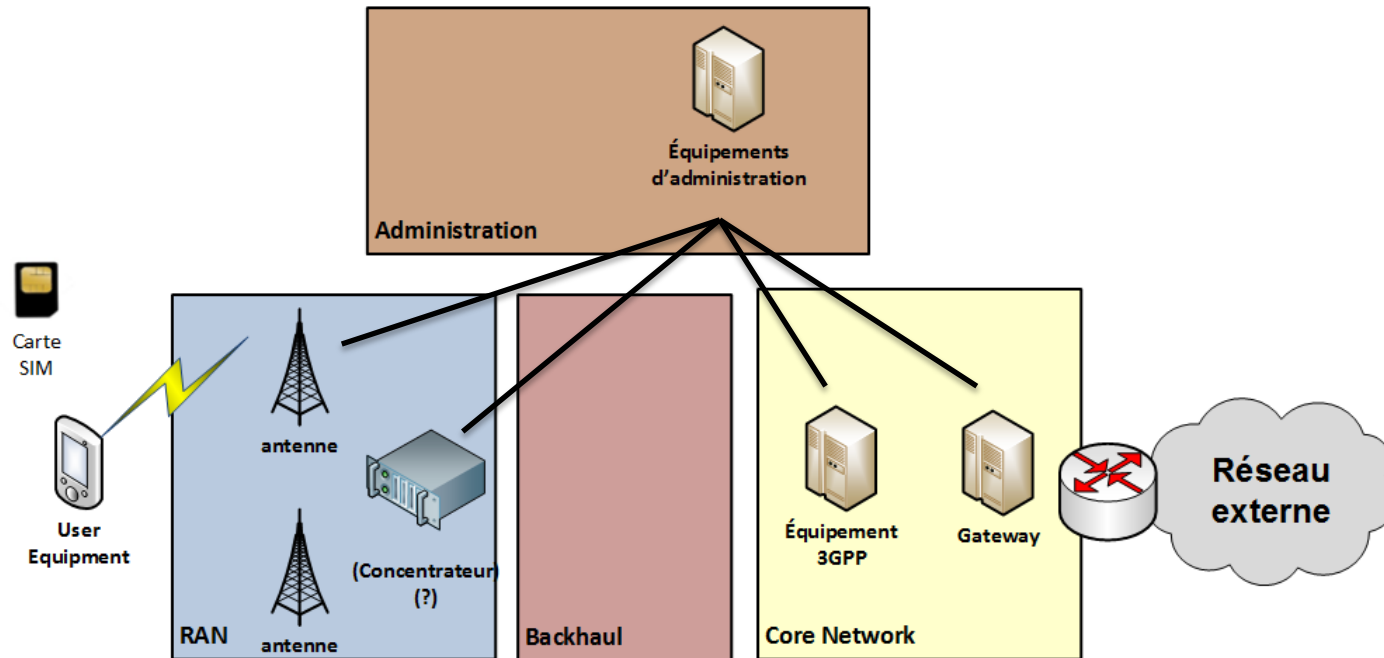 Équipements
d'administration
Administration
Carte
SIM
User
Equipment
antenne
(Concentrateur)
(?)
antenne
RAN
Backhaul
Équipement
3GPP
Gateway
Core Network
Réseau
externe